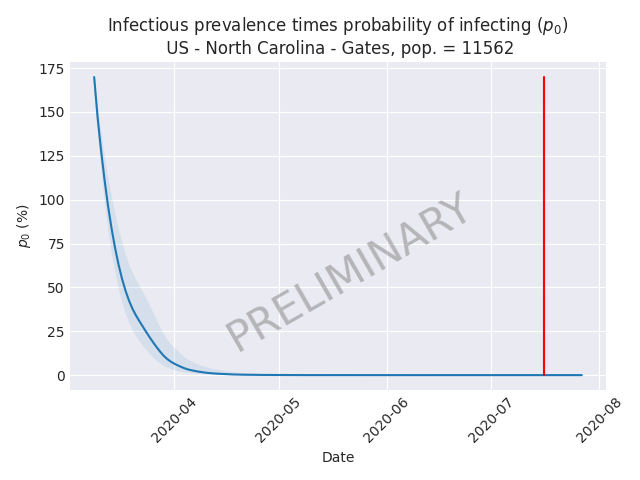 Infectious prevalence times probability of infecting (p₀)
US - North Carolina - Gates, pop. = 11562
175
150
125
100
75
50
25
0
p₀ (%)
PRELIMINARY
2020-04
2020-05
2020-06
2020-07
2020-08
Date